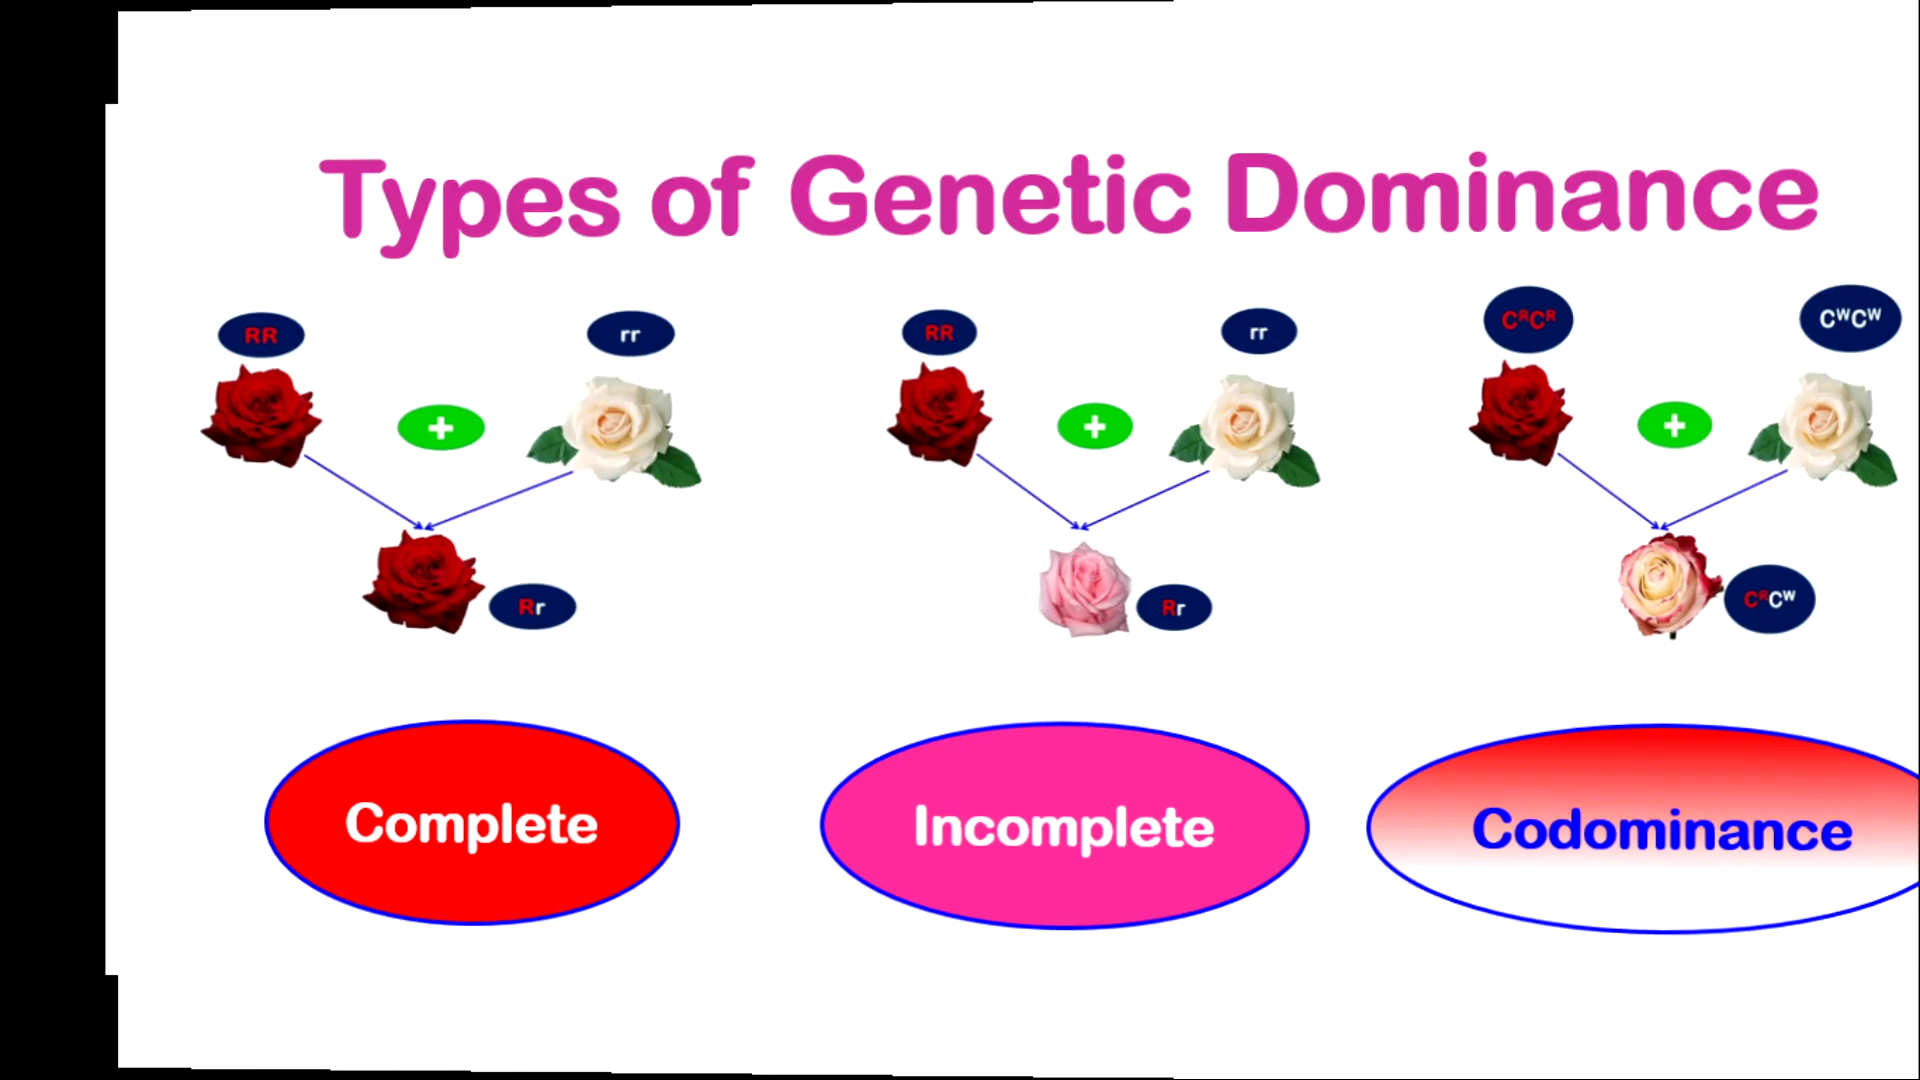 Types of Genetic Dominance
RR rr RR rr CᴿCᴿ CᵂCᵂ
+ + +
Rr Rr CᴿCᵂ
Complete Incomplete Codominance